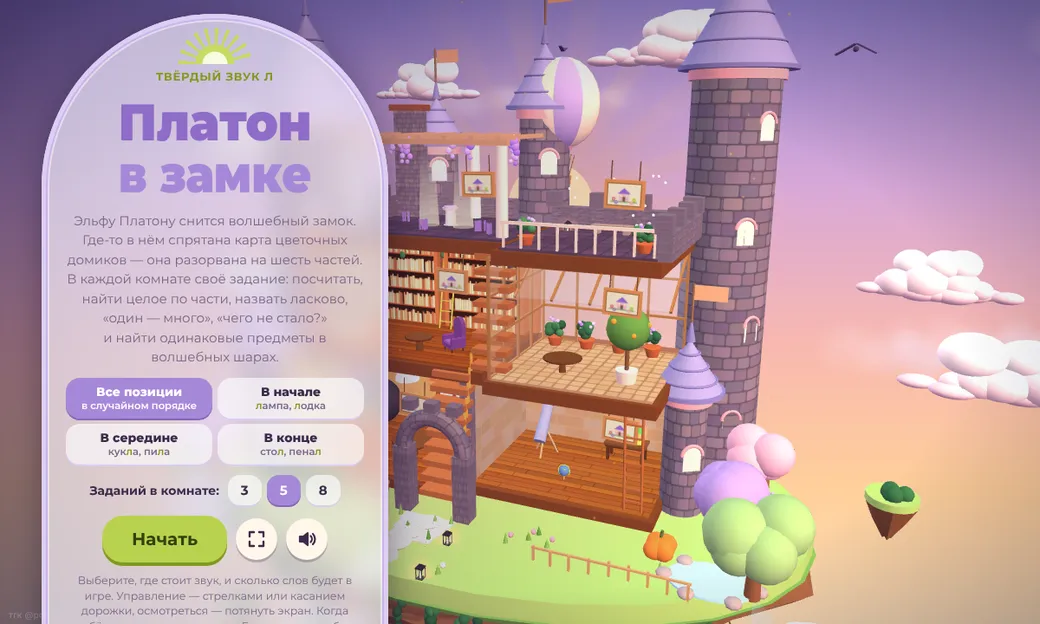 ТВЁРДЫЙ ЗВУК Л
Платон
в замке
Эльфу Платону снится волшебный замок.
Где-то в нём спрятана карта цветочных
домиков — она разорвана на шесть частей.
В каждой комнате своё задание: посчитать,
найти целое по части, назвать ласково,
«один — много», «чего не стало?»
и найти одинаковые предметы в
волшебных шарах.
Все позиции
в случайном порядке
В начале
лампа, лодка
В середине
кукла, пила
В конце
стол, пенал
Заданий в комнате: 3 5 8
Начать
Выберите, где стоит звук, и сколько слов будет в
игре. Управление — стрелками или касанием
дорожки, осмотреться — потянуть экран. Когда